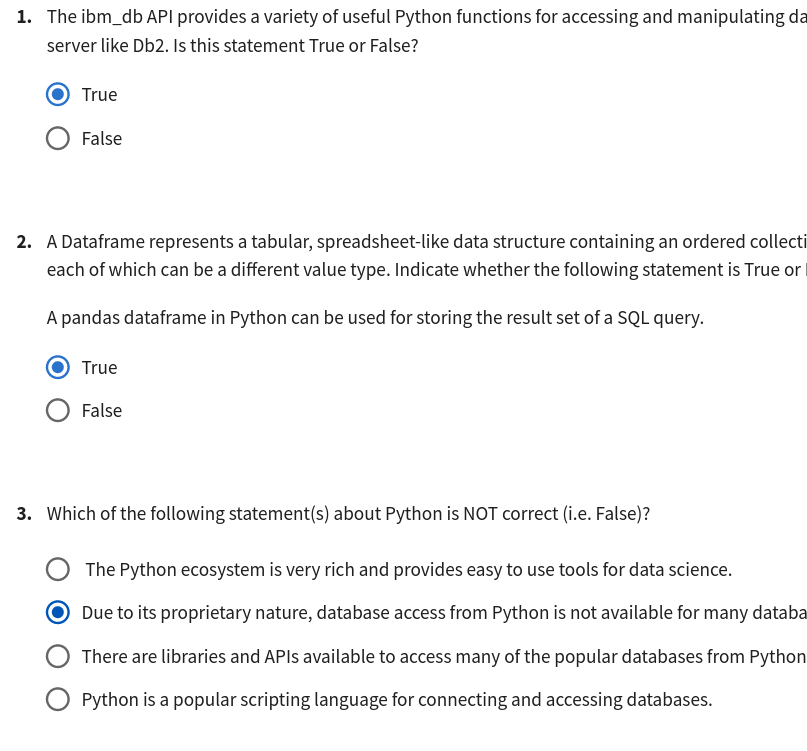 1. The ibm_db API provides a variety of useful Python functions for accessing and manipulating da
server like Db2. Is this statement True or False?
True
False
2. A Dataframe represents a tabular, spreadsheet-like data structure containing an ordered collecti
each of which can be a different value type. Indicate whether the following statement is True or
A pandas dataframe in Python can be used for storing the result set of a SQL query.
True
False
3. Which of the following statement(s) about Python is NOT correct (i.e. False)?
The Python ecosystem is very rich and provides easy to use tools for data science.
Due to its proprietary nature, database access from Python is not available for many databa
There are libraries and APIs available to access many of the popular databases from Python
Python is a popular scripting language for connecting and accessing databases.